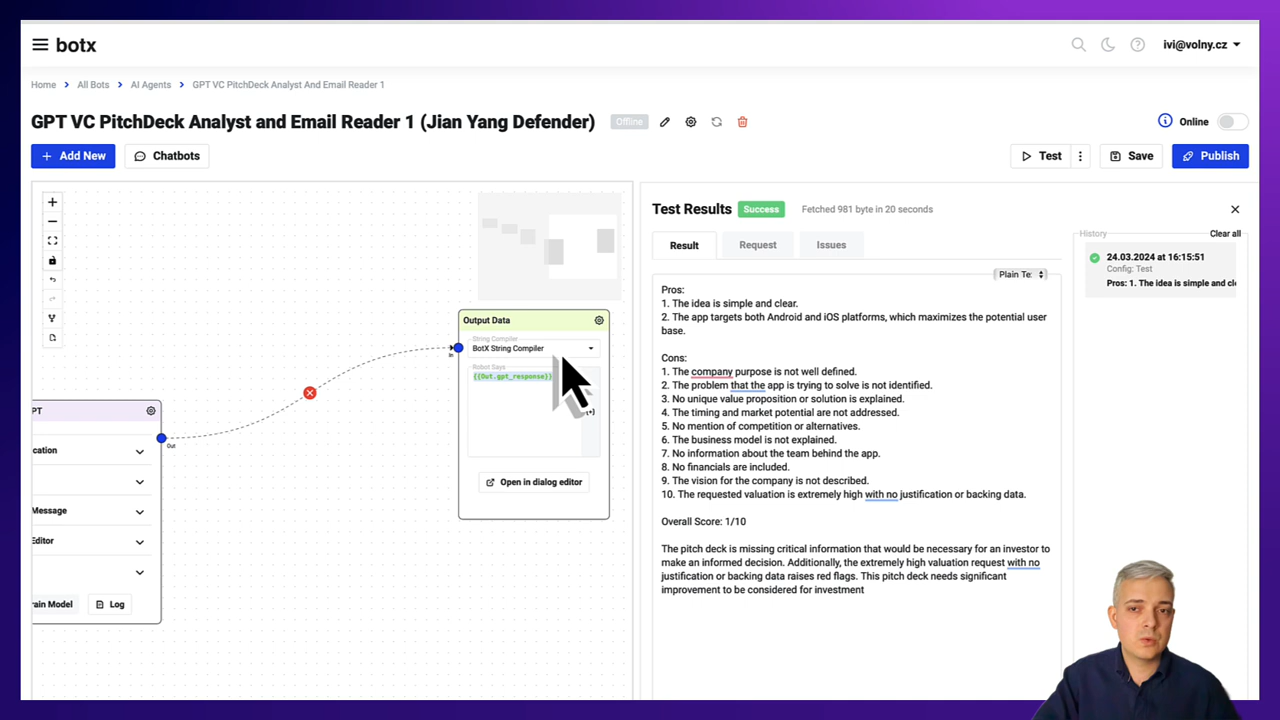 botx
ivi@volny.cz
Home > All Bots > AI Agents > GPT VC PitchDeck Analyst And Email Reader 1
GPT VC PitchDeck Analyst and Email Reader 1 (Jian Yang Defender)
Offline
Online
Add New
Chatbots
Test
Save
Publish
PT
cation
Message
Editor
rain Model
Log
Out
In
Output Data
String Compiler
BotX String Compiler
Robot Says
{{Out.gpt_response}}
Open in dialog editor
Test Results
Success
Fetched 981 byte in 20 seconds
Result
Request
Issues
Plain Te:
Pros:
1. The idea is simple and clear.
2. The app targets both Android and iOS platforms, which maximizes the potential user
base.
Cons:
1. The company purpose is not well defined.
2. The problem that the app is trying to solve is not identified.
3. No unique value proposition or solution is explained.
4. The timing and market potential are not addressed.
5. No mention of competition or alternatives.
6. The business model is not explained.
7. No information about the team behind the app.
8. No financials are included.
9. The vision for the company is not described.
10. The requested valuation is extremely high with no justification or backing data.
Overall Score: 1/10
The pitch deck is missing critical information that would be necessary for an investor to
make an informed decision. Additionally, the extremely high valuation request with no
justification or backing data raises red flags. This pitch deck needs significant
improvement to be considered for investment
History
Clear all
24.03.2024 at 16:15:51
Config: Test
Pros: 1. The idea is simple and cle